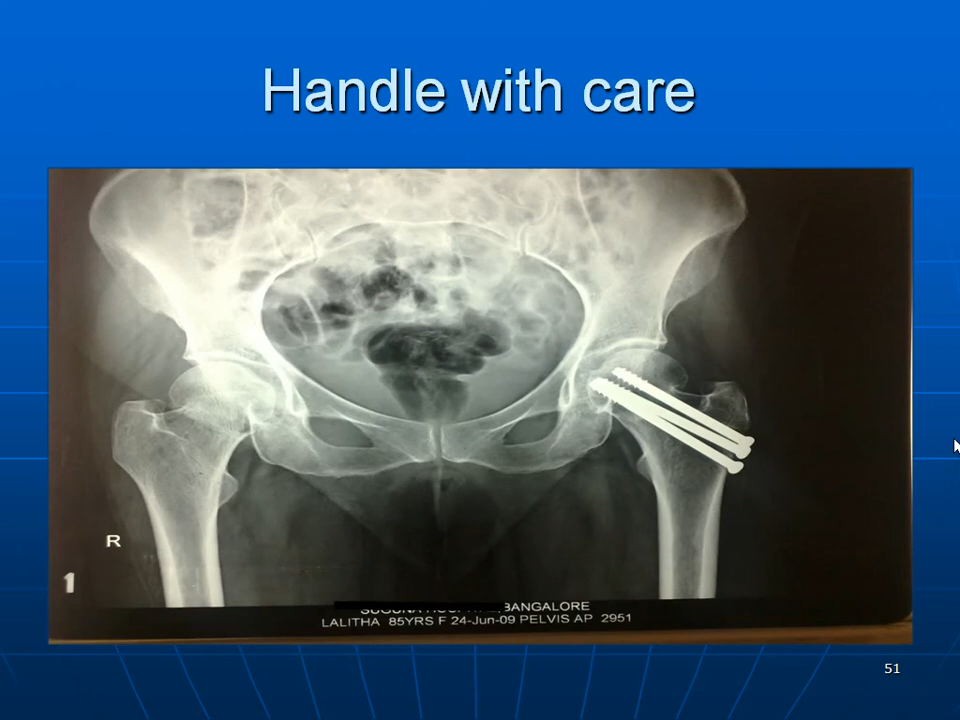 Handle with care
R
1
BANGALORE
LALITHA 85YRS F 24-Jun-09 PELVIS AP 2951
51